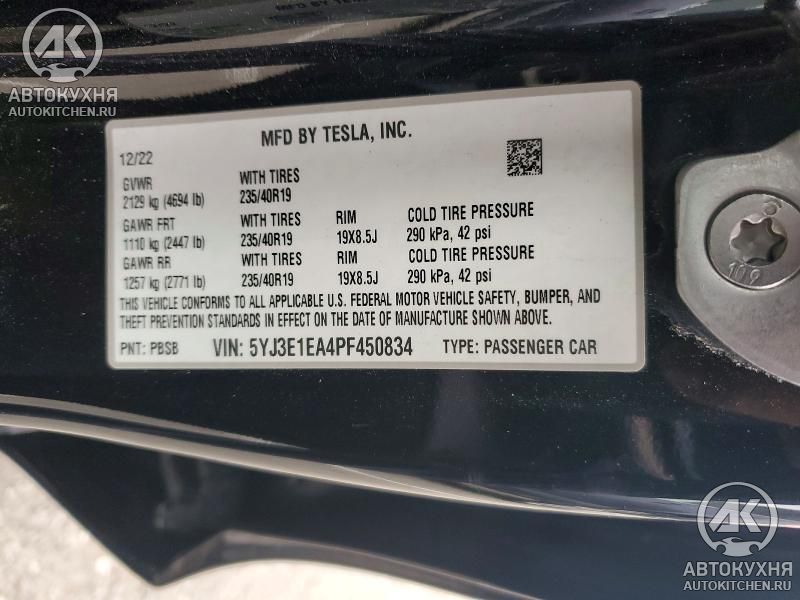 AK
АВТОКУХНЯ
AUTOKITCHEN.RU
MFD BY TESLA, INC.
12/22
GVWR WITH TIRES
2129 kg (4694 lb) 235/40R19
GAWR FRT WITH TIRES RIM COLD TIRE PRESSURE
1110 kg (2447 lb) 235/40R19 19X8.5J 290 kPa, 42 psi
GAWR RR WITH TIRES RIM COLD TIRE PRESSURE
1257 kg (2771 lb) 235/40R19 19X8.5J 290 kPa, 42 psi
THIS VEHICLE CONFORMS TO ALL APPLICABLE U.S. FEDERAL MOTOR VEHICLE SAFETY, BUMPER, AND
THEFT PREVENTION STANDARDS IN EFFECT ON THE DATE OF MANUFACTURE SHOWN ABOVE.
PNT: PBSB VIN: 5YJ3E1EA4PF450834 TYPE: PASSENGER CAR
10.9
AK
АВТОКУХНЯ
AUTOKITCHEN.RU